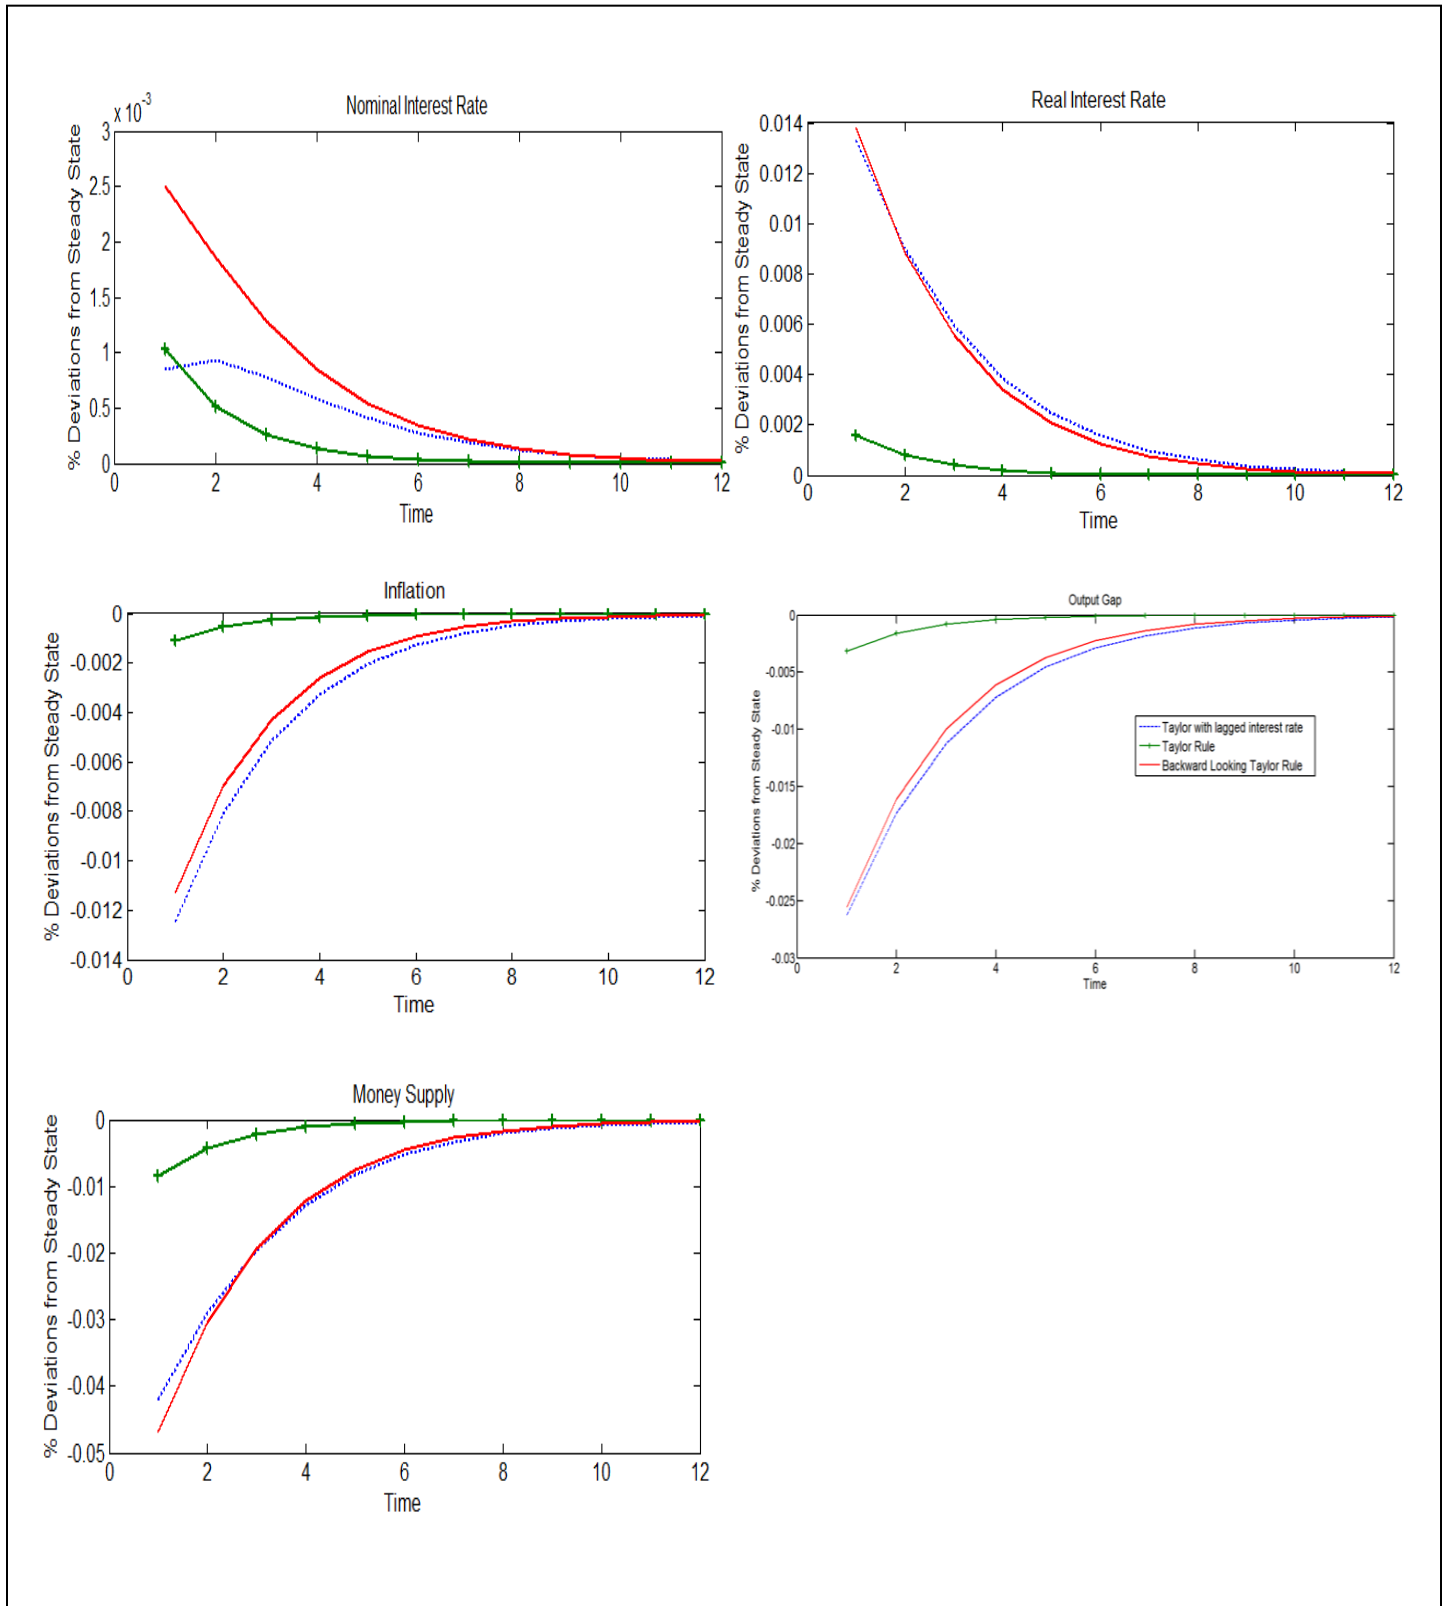 Nominal Interest Rate
x 10^-3
% Deviations from Steady State
3
2.5
2
1.5
1
0.5
0
0 2 4 6 8 10 12
Time
Real Interest Rate
% Deviations from Steady State
0.014
0.012
0.01
0.008
0.006
0.004
0.002
0
0 2 4 6 8 10 12
Time
Inflation
% Deviations from Steady State
0
-0.002
-0.004
-0.006
-0.008
-0.01
-0.012
-0.014
0 2 4 6 8 10 12
Time
Output Gap
% Deviations from Steady State
0
-0.005
-0.01
-0.015
-0.02
-0.025
-0.03
0 2 4 6 8 10 12
Time
Taylor with lagged interest rate
Taylor Rule
Backward Looking Taylor Rule
Money Supply
% Deviations from Steady State
0
-0.01
-0.02
-0.03
-0.04
-0.05
0 2 4 6 8 10 12
Time